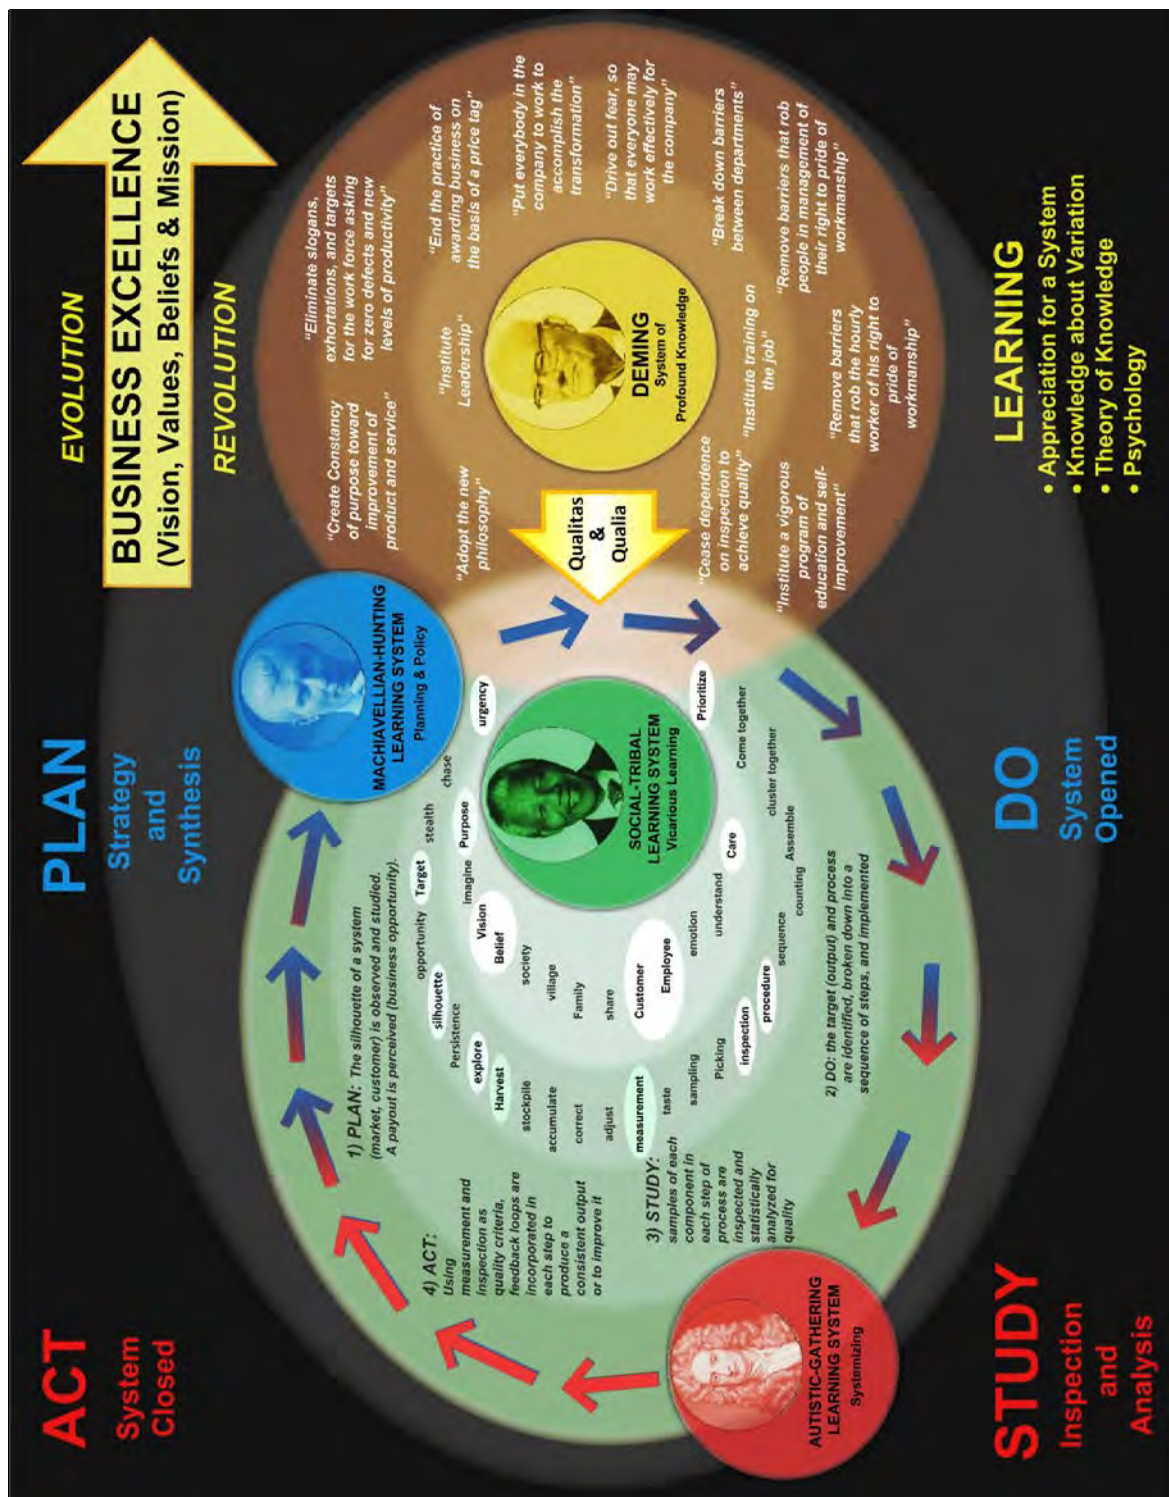 ACT
System
Closed
PLAN
Strategy
and
Synthesis
EVOLUTION
BUSINESS EXCELLENCE
(Vision, Values, Beliefs & Mission)
REVOLUTION
1) PLAN: The silhouette of a system
(market, customer) is observed and studied.
A payout is perceived (business opportunity).
MACHIAVELLIAN-HUNTING
LEARNING SYSTEM
Planning & Policy
"Create Constancy
of purpose toward
improvement of
product and service"
"Eliminate slogans,
exhortations, and targets
for the work force asking
for zero defects and new
levels of productivity"
"Adopt the new
philosophy"
"Institute
Leadership"
"End the practice of
awarding business on
the basis of a price tag"
"Put everybody in the
company to work to
accomplish the
transformation"
"Drive out fear, so
that everyone may
work effectively for
the company"
"Break down barriers
between departments"
"Remove barriers that rob
people in management of
their right to pride of
workmanship"
DEMING
System of
Profound Knowledge
Qualitas
&
Qualia
"Cease dependence
on inspection to
achieve quality"
"Institute training on
the job"
"Institute a vigorous
program of
education and self-
improvement"
"Remove barriers
that rob the hourly
worker of his right to
pride of
workmanship"
4) ACT:
Using
measurement and
inspection as
quality criteria,
feedback loops are
incorporated in
each step to
produce a
consistent output
or to improve it
opportunity
Target
stealth
chase
silhouette
Persistence
imagine
Purpose
urgency
explore
Vision
Belief
Harvest
stockpile
society
accumulate
village
correct
Family
adjust
share
SOCIAL-TRIBAL
LEARNING SYSTEM
Vicarious Learning
measurement
Customer
Employee
taste
emotion
sampling
understand
Care
Prioritize
Picking
Come together
inspection
procedure
sequence
counting
Assemble
cluster together
3) STUDY:
samples of each
component in
each step of
process are
inspected and
statistically
analyzed for
quality
2) DO: the target (output) and process
are identified, broken down into a
sequence of steps, and implemented
AUTISTIC-GATHERING
LEARNING SYSTEM
Systemizing
STUDY
Inspection
and
Analysis
DO
System
Opened
LEARNING
• Appreciation for a System
• Knowledge about Variation
• Theory of Knowledge
• Psychology